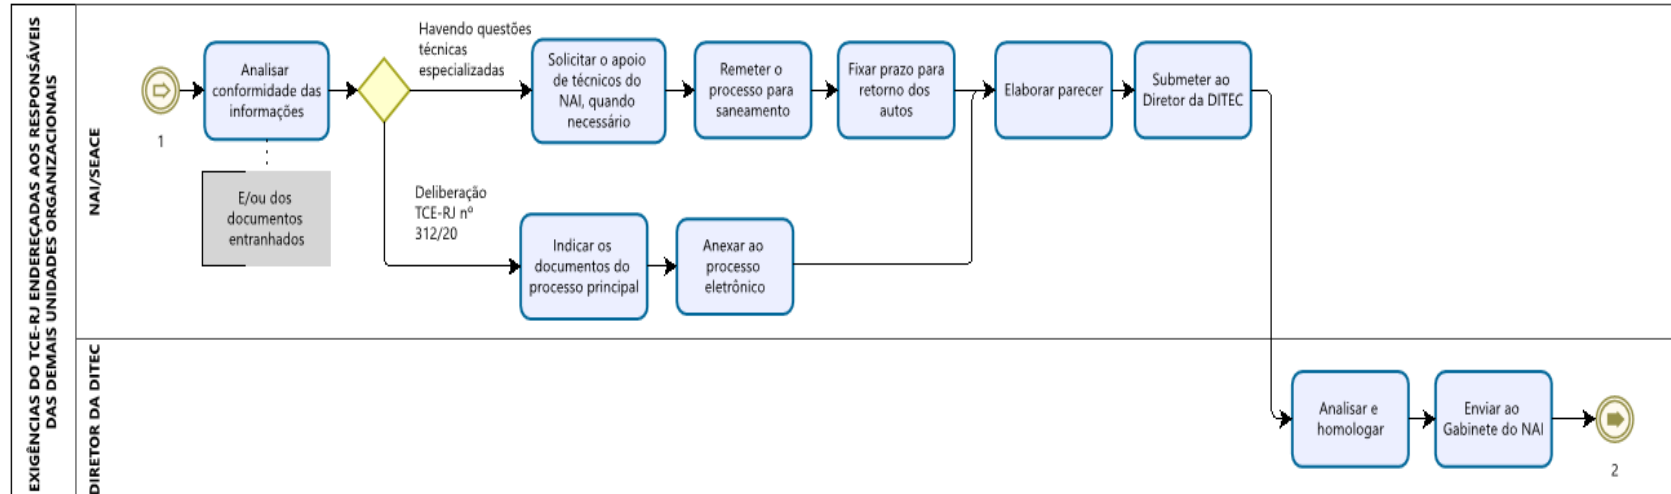 EXIGÊNCIAS DO TCE-RJ ENDEREÇADAS AOS RESPONSÁVEIS
DAS DEMAIS UNIDADES ORGANIZACIONAIS
NAI/SEACE
1
Analisar
conformidade das
informações
E/ou dos
documentos
entranhados
Havendo questões
técnicas
especializadas
Solicitar o apoio
de técnicos do
NAI, quando
necessário
Remeter o
processo para
saneamento
Fixar prazo para
retorno dos
autos
Elaborar parecer
Submeter ao
Diretor da DITEC
Deliberação
TCE-RJ nº
312/20
Indicar os
documentos do
processo principal
Anexar ao
processo
eletrônico
DIRETOR DA DITEC
Analisar e
homologar
Enviar ao
Gabinete do NAI
2